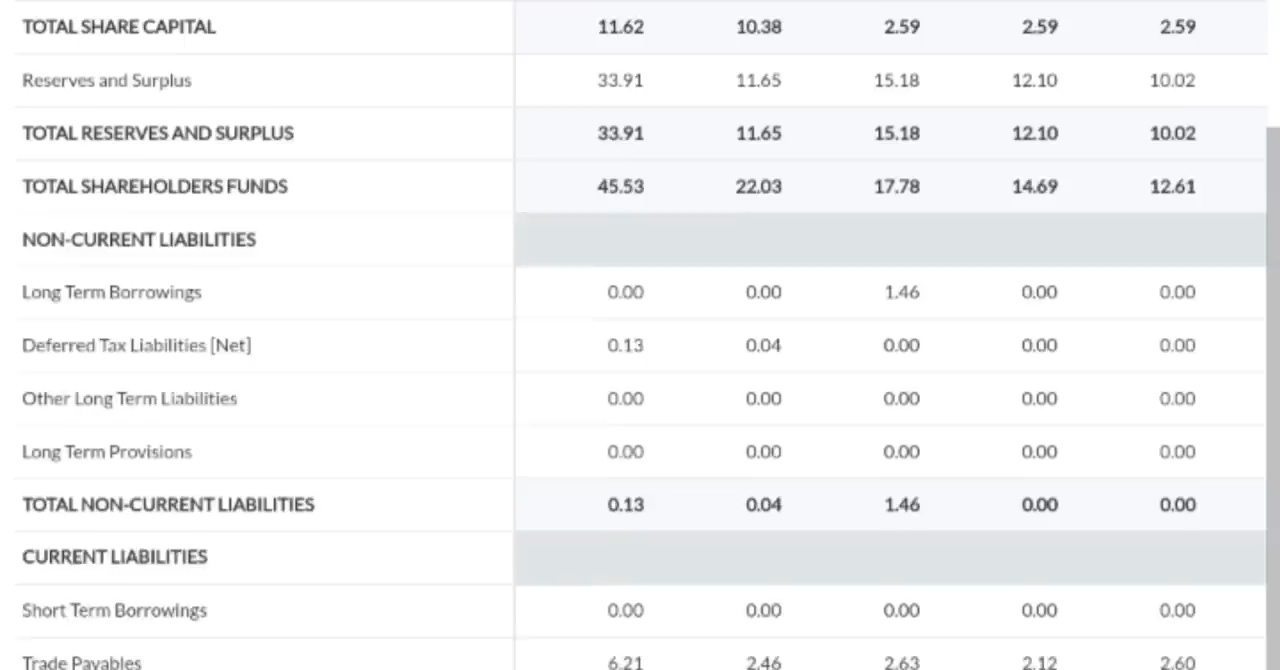 TOTAL SHARE CAPITAL 11.62 10.38 2.59 2.59 2.59
Reserves and Surplus 33.91 11.65 15.18 12.10 10.02
TOTAL RESERVES AND SURPLUS 33.91 11.65 15.18 12.10 10.02
TOTAL SHAREHOLDERS FUNDS 45.53 22.03 17.78 14.69 12.61
NON-CURRENT LIABILITIES
Long Term Borrowings 0.00 0.00 1.46 0.00 0.00
Deferred Tax Liabilities [Net] 0.13 0.04 0.00 0.00 0.00
Other Long Term Liabilities 0.00 0.00 0.00 0.00 0.00
Long Term Provisions 0.00 0.00 0.00 0.00 0.00
TOTAL NON-CURRENT LIABILITIES 0.13 0.04 1.46 0.00 0.00
CURRENT LIABILITIES
Short Term Borrowings 0.00 0.00 0.00 0.00 0.00
Trade Payables 6.21 2.46 2.63 2.12 2.60